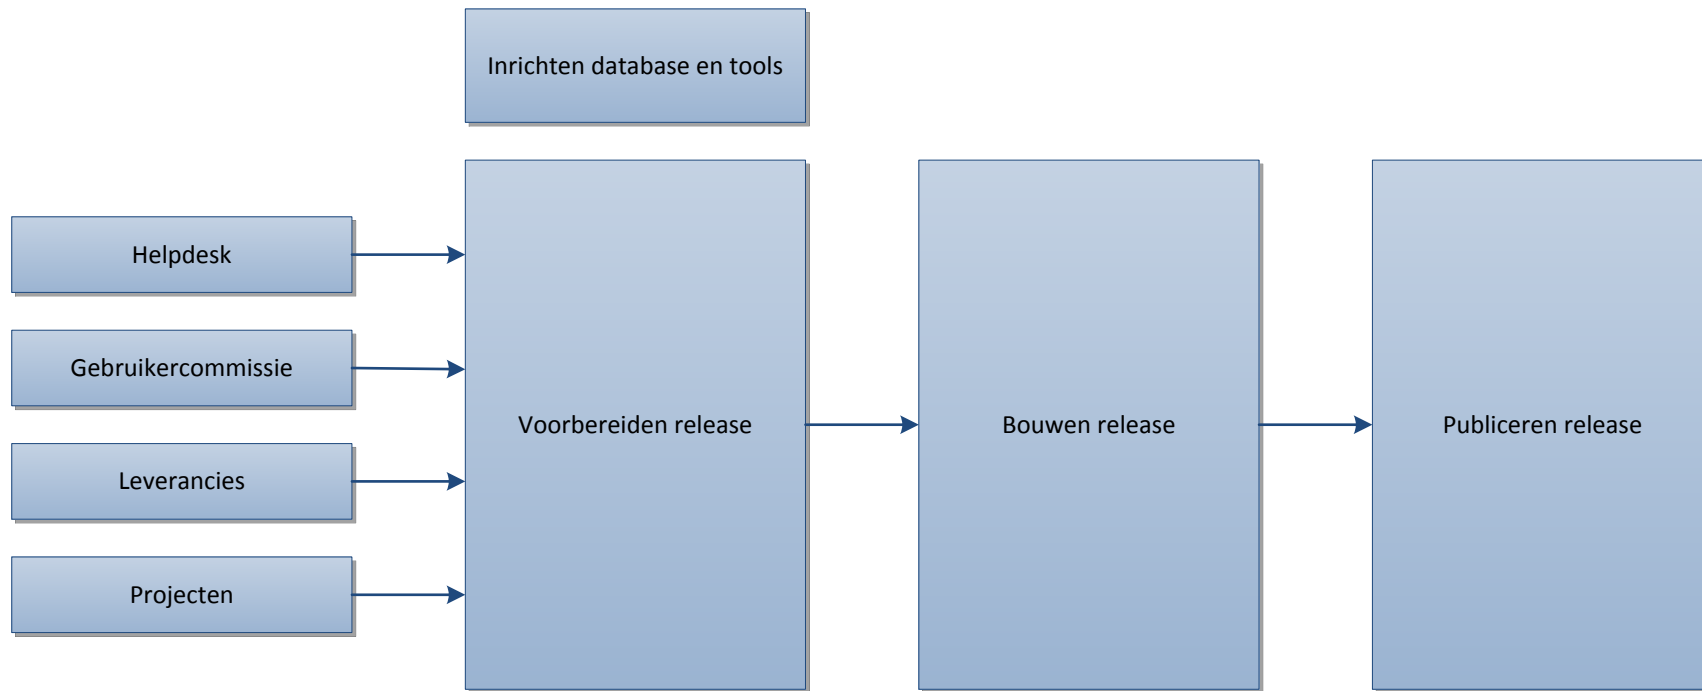 Inrichten database en tools
Helpdesk
Gebruikercommissie
Leverancies
Projecten
Voorbereiden release
Bouwen release
Publiceren release